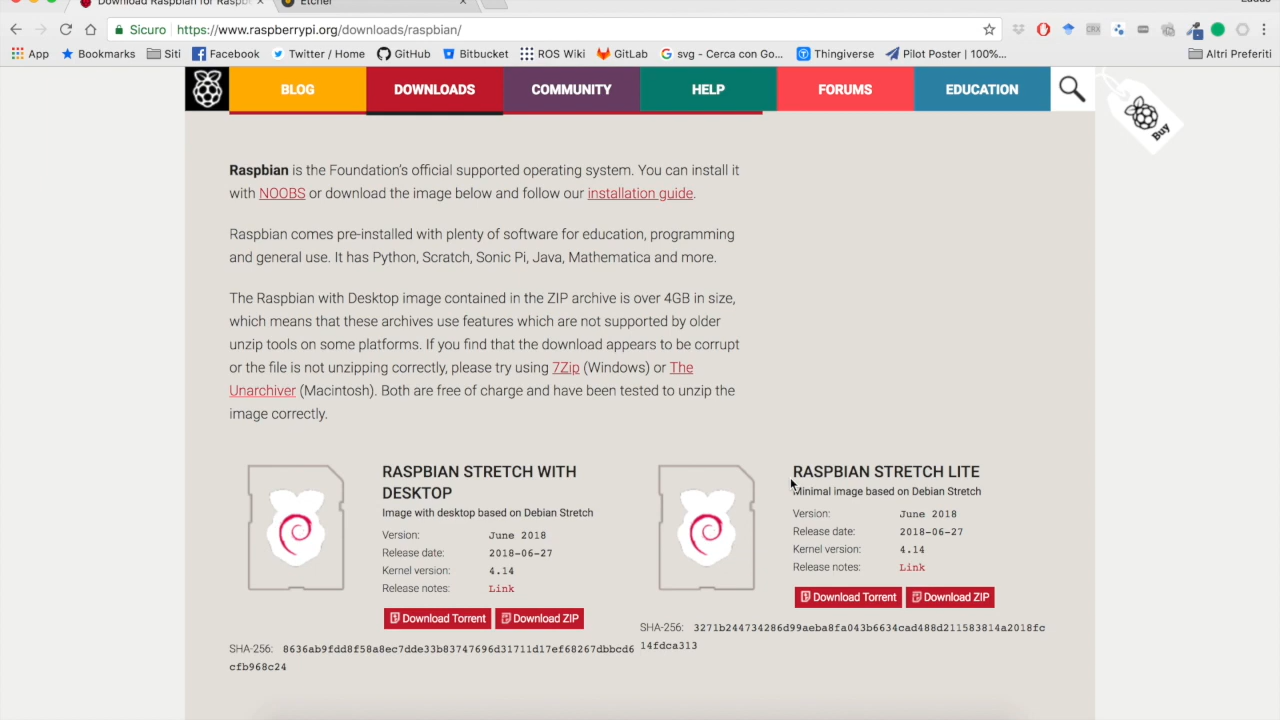 Download Raspbian for Raspb
Etcher
Sicuro
https://www.raspberrypi.org/downloads/raspbian/
App
Bookmarks
Siti
Facebook
Twitter / Home
GitHub
Bitbucket
ROS Wiki
GitLab
svg - Cerca con Go...
Thingiverse
Pilot Poster | 100%...
Altri Preferiti
BLOG
DOWNLOADS
COMMUNITY
HELP
FORUMS
EDUCATION
Buy
Raspbian is the Foundation's official supported operating system. You can install it
with NOOBS or download the image below and follow our installation guide.
Raspbian comes pre-installed with plenty of software for education, programming
and general use. It has Python, Scratch, Sonic Pi, Java, Mathematica and more.
The Raspbian with Desktop image contained in the ZIP archive is over 4GB in size,
which means that these archives use features which are not supported by older
unzip tools on some platforms. If you find that the download appears to be corrupt
or the file is not unzipping correctly, please try using 7Zip (Windows) or The
Unarchiver (Macintosh). Both are free of charge and have been tested to unzip the
image correctly.
RASPBIAN STRETCH WITH
DESKTOP
Image with desktop based on Debian Stretch
Version: June 2018
Release date: 2018-06-27
Kernel version: 4.14
Release notes: Link
Download Torrent
Download ZIP
SHA-256: 8636ab9fdd8f58a8ec7dde33b83747696d31711d17ef68267dbbcd6
cfb968c24
RASPBIAN STRETCH LITE
Minimal image based on Debian Stretch
Version: June 2018
Release date: 2018-06-27
Kernel version: 4.14
Release notes: Link
Download Torrent
Download ZIP
SHA-256: 3271b244734286d99aeba8fa043b6634cad488d211583814a2018fc
14fdca313